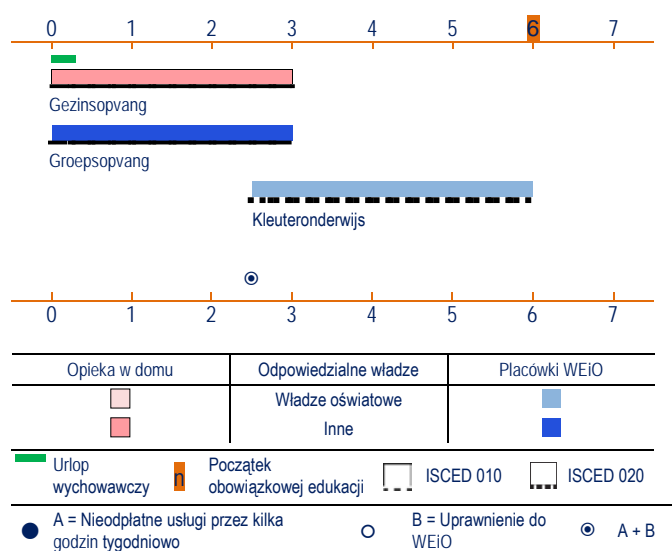 0 1 2 3 4 5 6 7
Gezinsopvang
Groepsopvang
Kleuteronderwijs
0 1 2 3 4 5 6 7
Opieka w domu Odpowiedzialne władze Placówki WEiO
Władze oświatowe
Inne
Urlop wychowawczy
n Początek obowiązkowej edukacji
ISCED 010
ISCED 020
A = Nieodpłatne usługi przez kilka
godzin tygodniowo
B = Uprawnienie do
WEiO
A + B